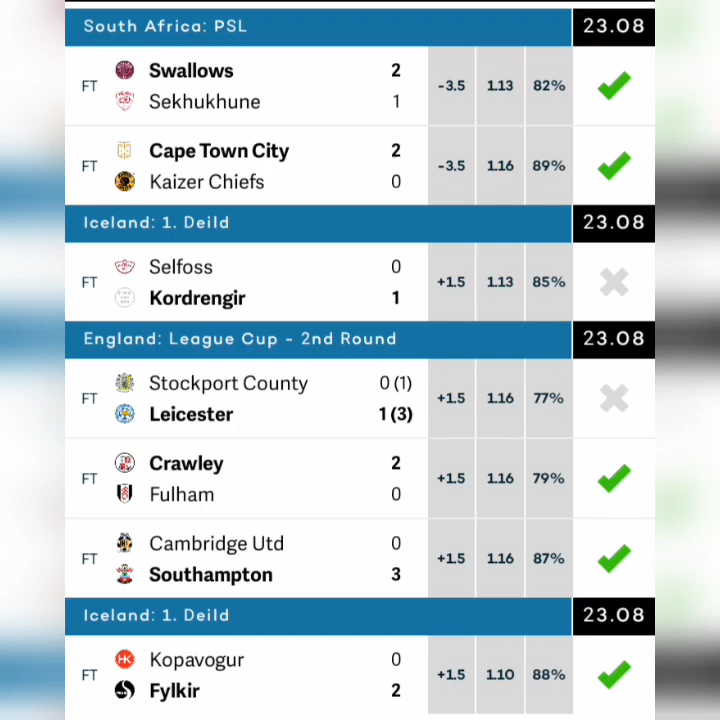 South Africa: PSL 23.08
FT Swallows 2 -3.5 1.13 82%
Sekhukhune 1
FT Cape Town City 2 -3.5 1.16 89%
Kaizer Chiefs 0
Iceland: 1. Deild 23.08
FT Selfoss 0 +1.5 1.13 85%
Kordrengir 1
England: League Cup - 2nd Round 23.08
FT Stockport County 0 (1) +1.5 1.16 77%
Leicester 1 (3)
FT Crawley 2 +1.5 1.16 79%
Fulham 0
FT Cambridge Utd 0 +1.5 1.16 87%
Southampton 3
Iceland: 1. Deild 23.08
FT Kopavogur 0 +1.5 1.10 88%
HK
Fylkir 2